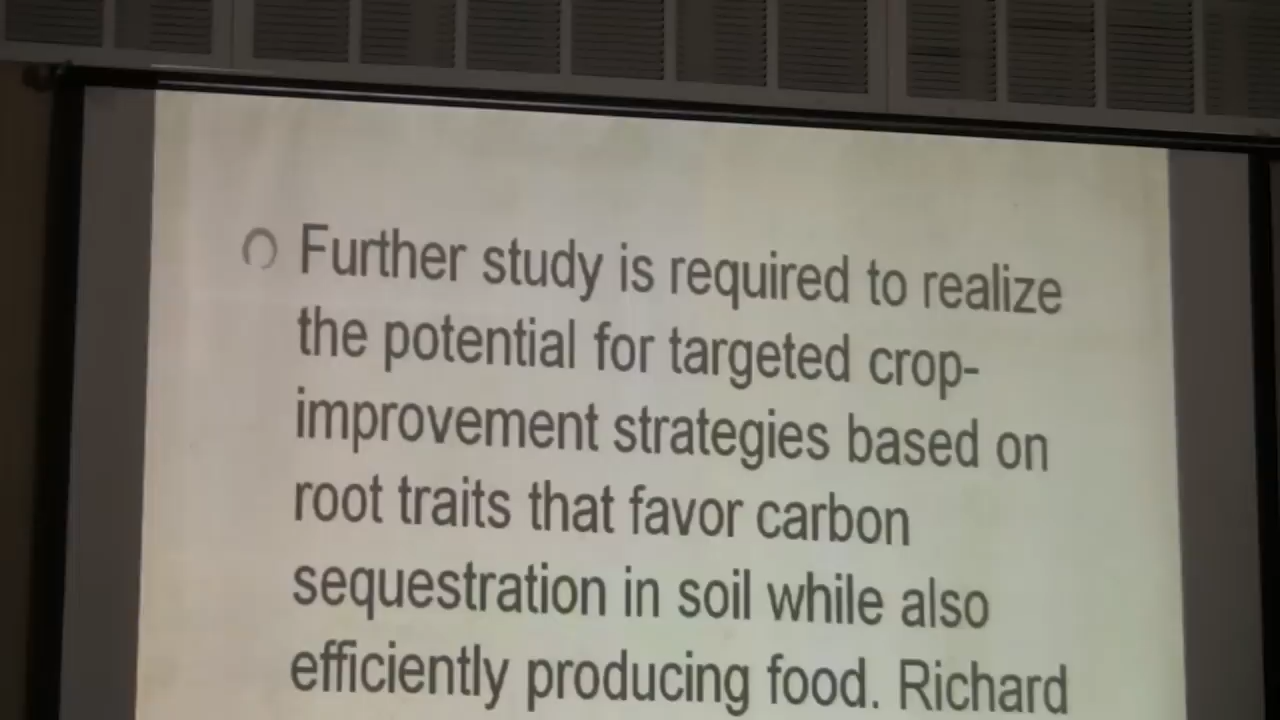 Further study is required to realize
the potential for targeted crop-
improvement strategies based on
root traits that favor carbon
sequestration in soil while also
efficiently producing food. Richard